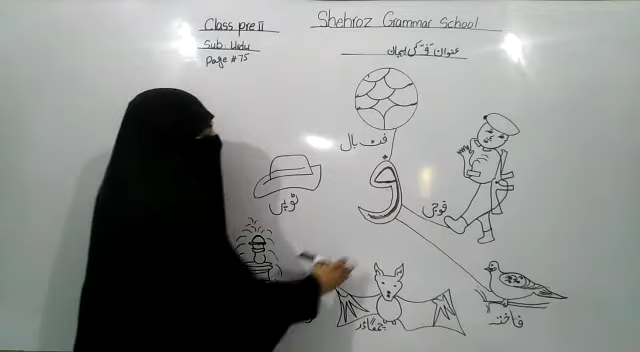 Class pre II
Shehroz Grammar School
Sub: Urdu
Page # 75
عنوان ف کی پہچان
فٹ بال
ف
ٹوپی
فوجی
چمگادڑ
فاختہ